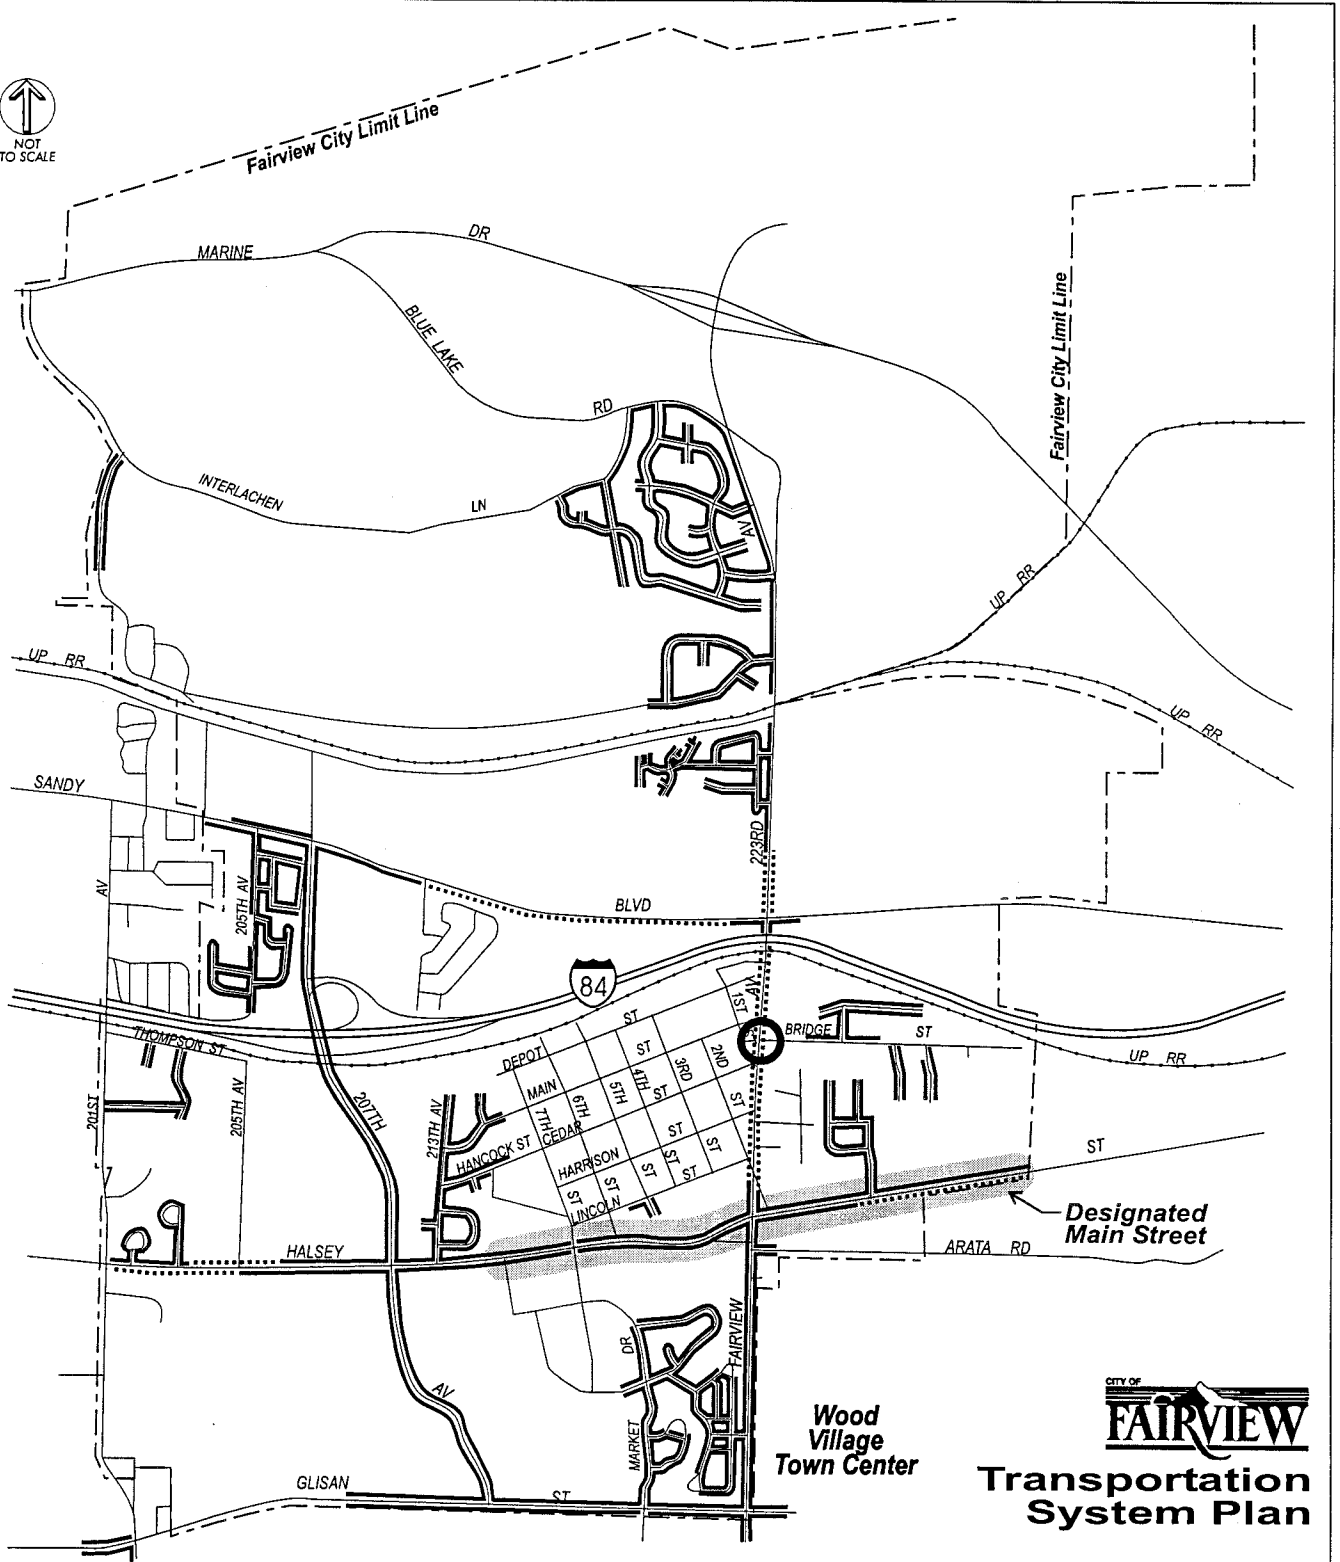 NOT
TO SCALE
Fairview City Limit Line
MARINE
DR
BLUE LAKE
RD
Fairview City Limit Line
INTERLACHEN
LN
AV
UP RR
UP RR
UP RR
SANDY
BLVD
223RD
AV
AV
205TH AV
84
THOMPSON ST
DEPOT
ST
1ST
BRIDGE
ST
UP RR
MAIN
ST
2ND
3RD
4TH
ST
5TH
6TH
7TH
ST
CEDAR
HANCOCK ST
HARRISON
ST
ST
ST
ST
ST
ST
ST
LINCOLN
201ST
205TH AV
207TH
213TH AV
HALSEY
ST
Designated
Main Street
ARATA RD
FAIRVIEW
DR
MARKET
AV
GLISAN
ST
Wood
Village
Town Center
CITY OF
FAIRVIEW
Transportation
System Plan